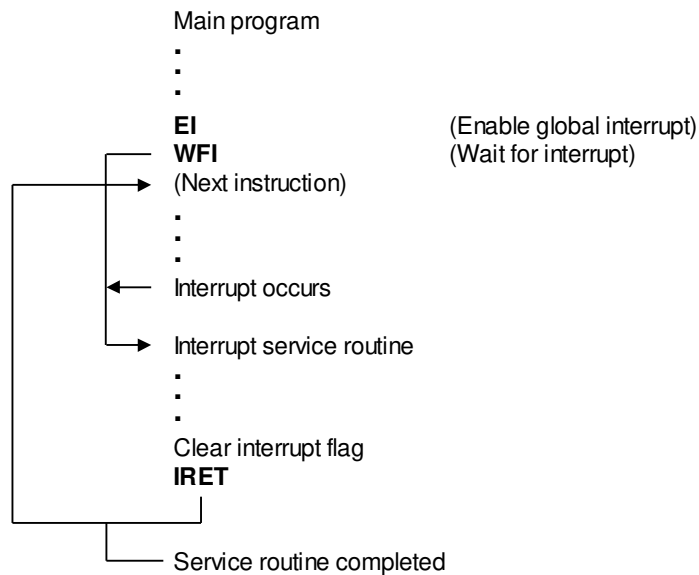 Main program
.
.
.
EI (Enable global interrupt)
WFI (Wait for interrupt)
(Next instruction)
.
.
.
Interrupt occurs
Interrupt service routine
.
.
.
Clear interrupt flag
IRET
Service routine completed